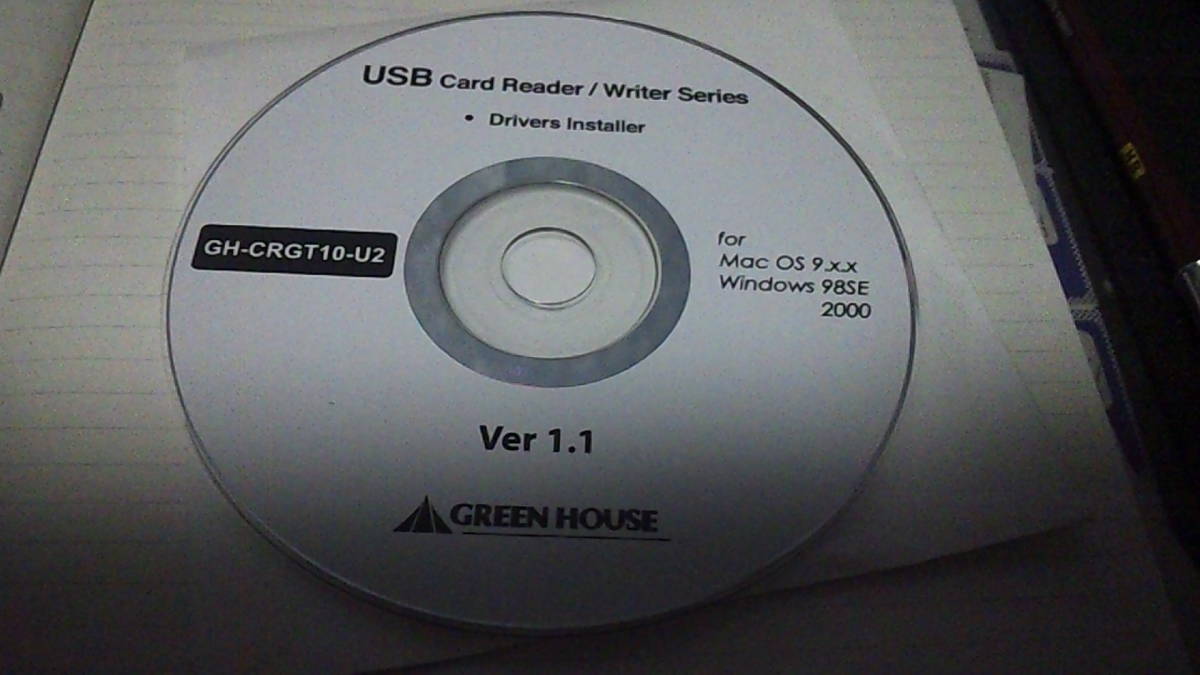 USB Card Reader / Writer Series
• Drivers Installer
GH-CRGT10-U2
for
Mac OS 9.x.x
Windows 98SE
2000
Ver 1.1
GREEN HOUSE